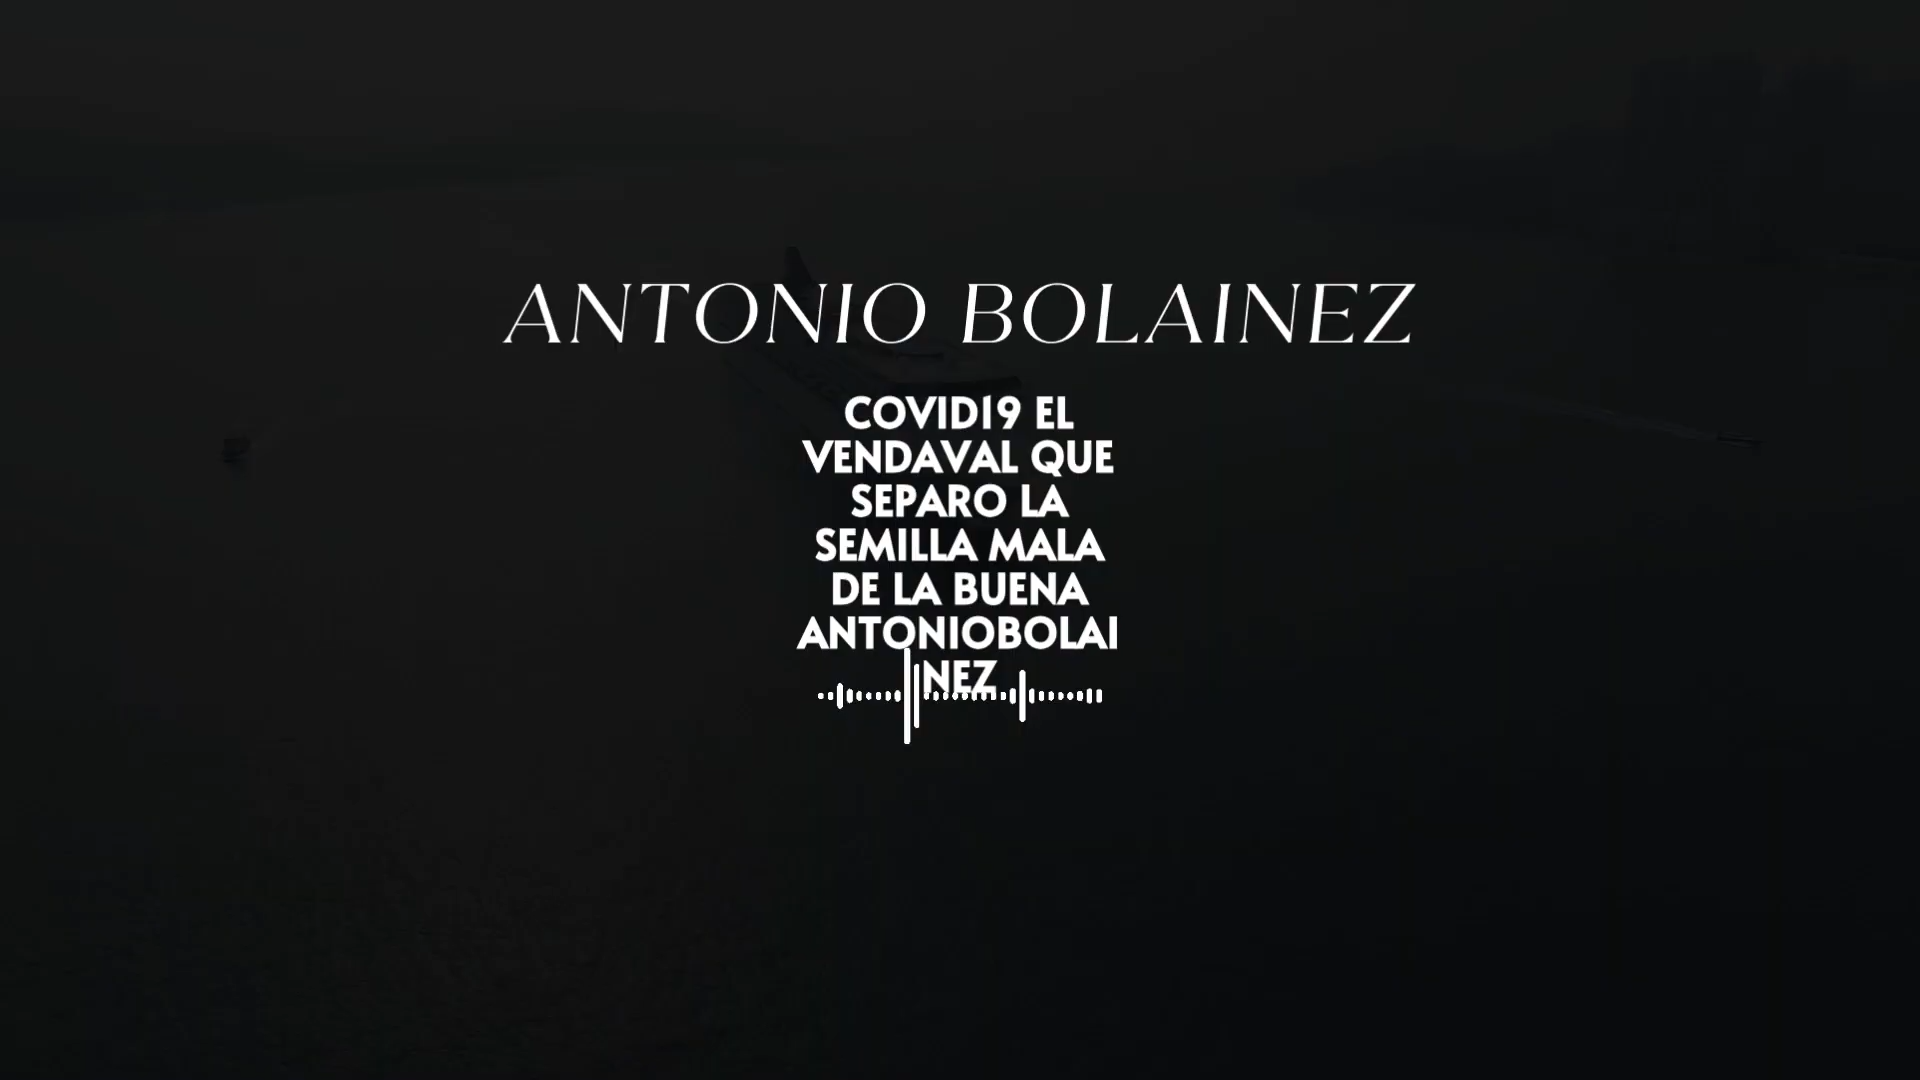 ANTONIO BOLAINEZ
COVID19 EL
VENDAVAL QUE
SEPARO LA
SEMILLA MALA
DE LA BUENA
ANTONIOBOLAI
NEZ